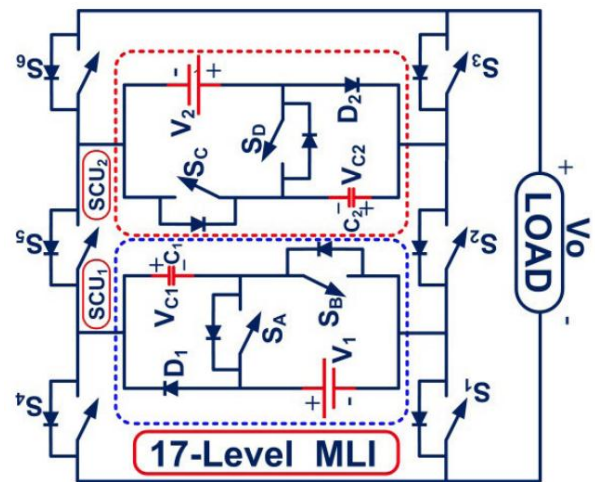 S6
S3
V2
- +
D2
SD
SC
SCU2
C2
- +
VC2
S5
S2
+
LOAD
Vo
-
SCU1
VC1
+ -
C1
SB
SA
D1
V1
+ -
S4
S1
17-Level MLI